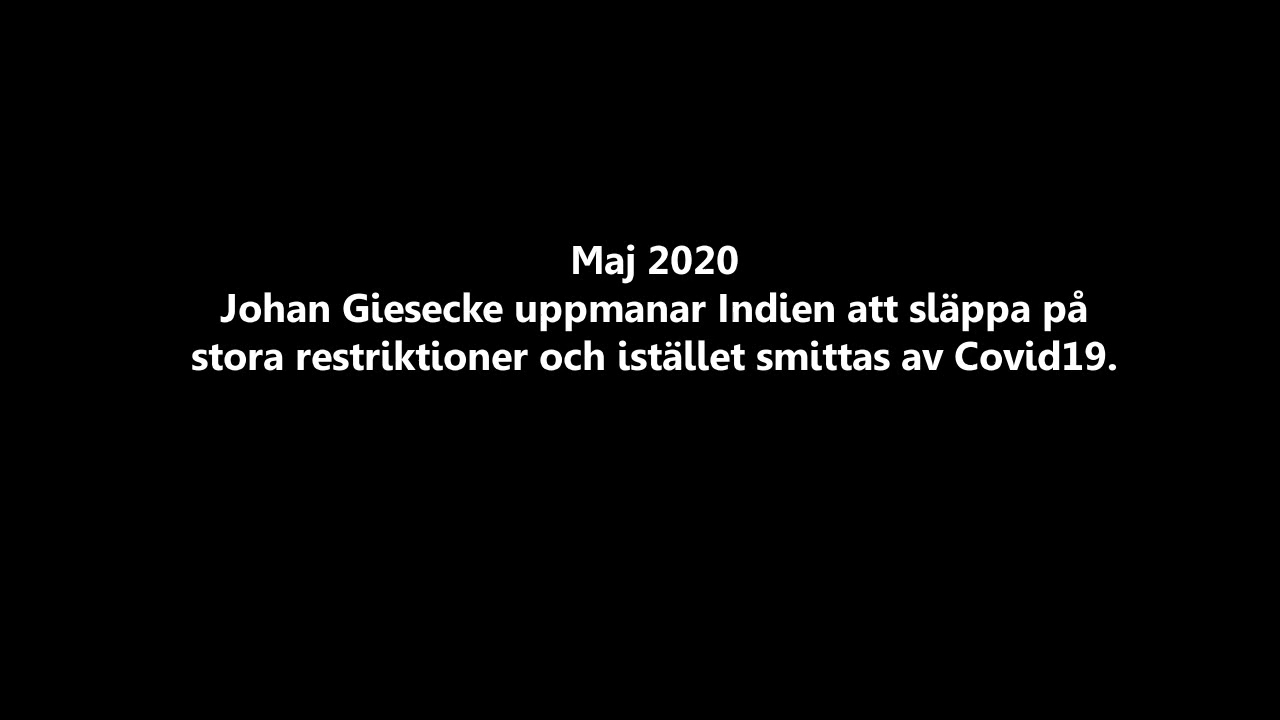 Maj 2020
Johan Giesecke uppmanar Indien att släppa på
stora restriktioner och istället smittas av Covid19.